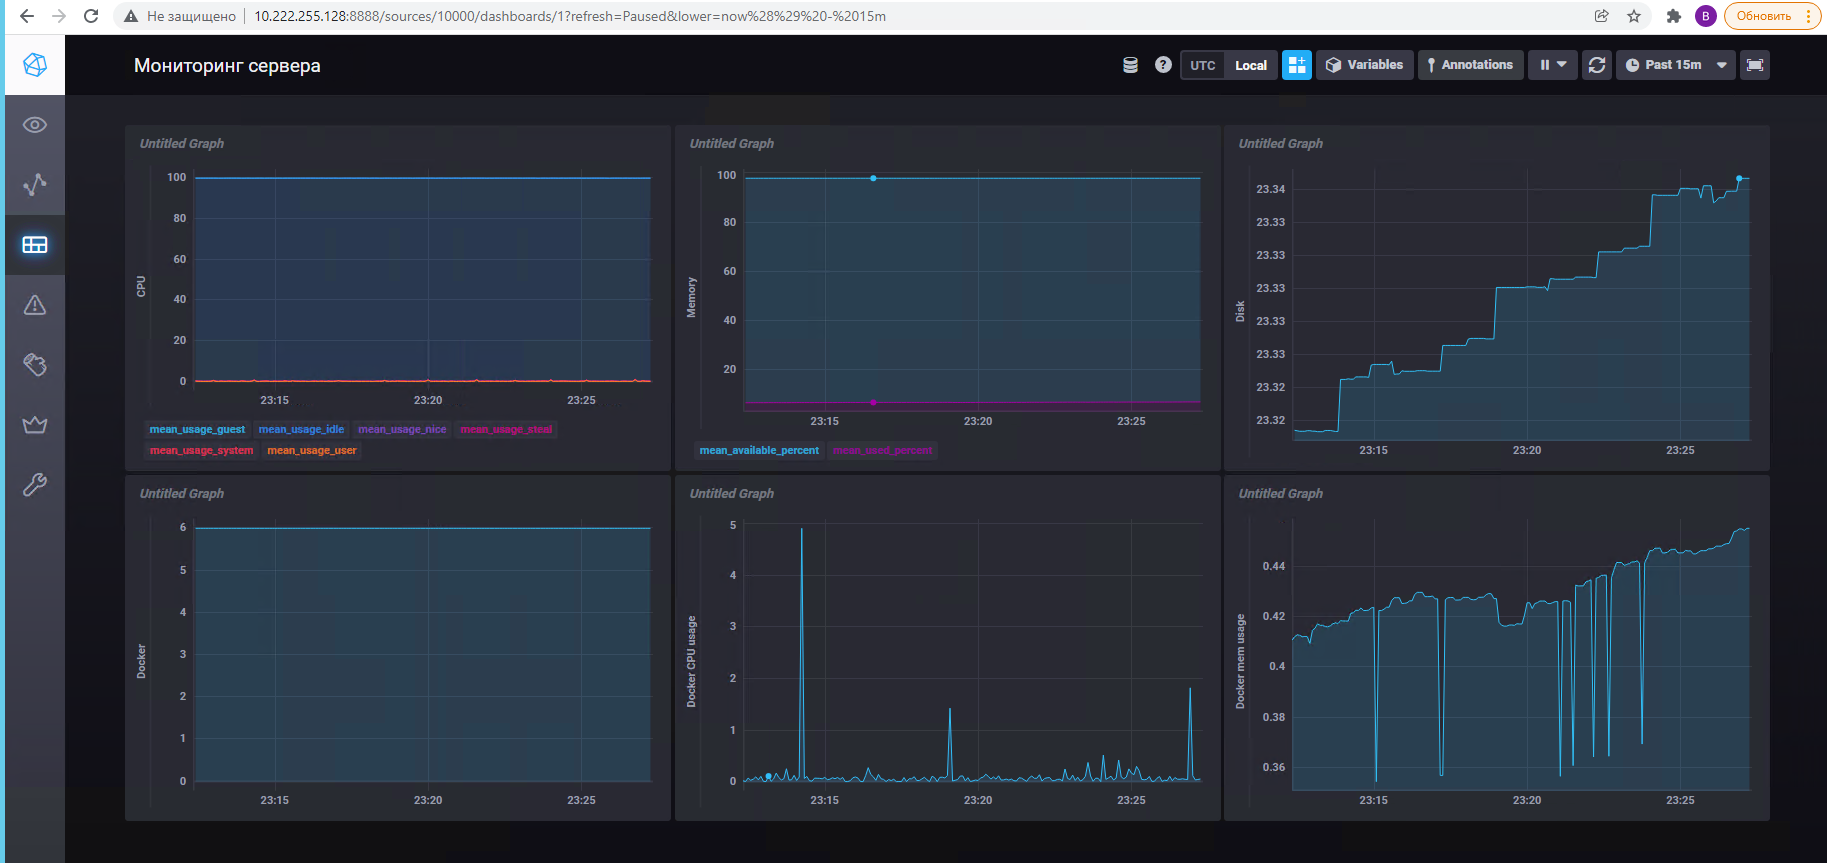 Не защищено
10.222.255.128:8888/sources/10000/dashboards/1?refresh=Paused&lower=now%28%29%20-%2015m
B
Обновить
Мониторинг сервера
UTC
Local
Variables
Annotations
Past 15m
Untitled Graph
CPU
100
80
60
40
20
0
23:15
23:20
23:25
mean_usage_guest
mean_usage_idle
mean_usage_nice
mean_usage_steal
mean_usage_system
mean_usage_user
Untitled Graph
Memory
100
80
60
40
20
23:15
23:20
23:25
mean_available_percent
mean_used_percent
Untitled Graph
Disk
23.34
23.33
23.33
23.33
23.33
23.33
23.32
23.32
23:15
23:20
23:25
Untitled Graph
Docker
6
5
4
3
2
1
0
23:15
23:20
23:25
Untitled Graph
Docker CPU usage
5
4
3
2
1
0
23:15
23:20
23:25
Untitled Graph
Docker mem usage
0.44
0.42
0.4
0.38
0.36
23:15
23:20
23:25